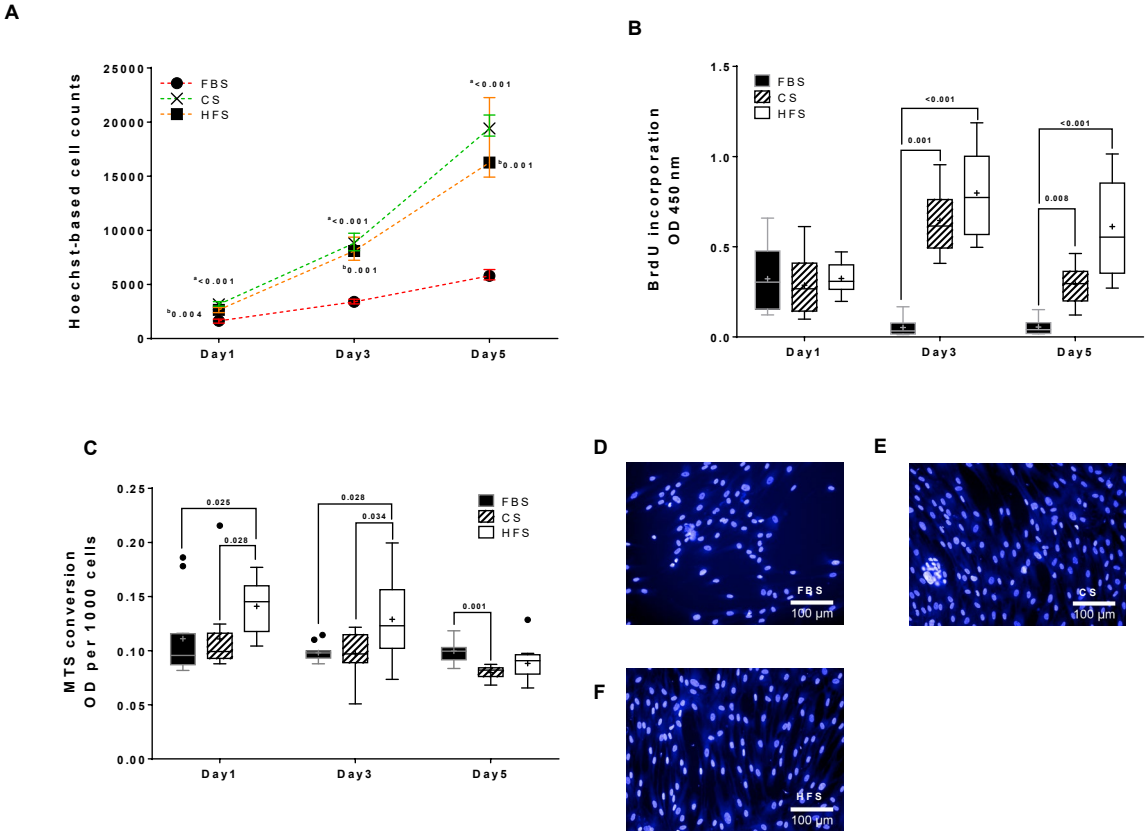 A
Hoechst-based cell counts
25000
20000
15000
10000
5000
0
FBS
CS
HFS
a<0.001
b0.004
a<0.001
b0.001
a<0.001
b0.001
Day1 Day3 Day5
B
BrdU incorporation
OD 450 nm
1.5
1.0
0.5
0.0
FBS
CS
HFS
<0.001
0.001
<0.001
0.008
Day1 Day3 Day5
C
MTS conversion
OD per 1000 cells
0.25
0.20
0.15
0.10
0.05
0.00
0.025
0.028
0.028
0.034
0.001
FBS
CS
HFS
Day1 Day3 Day5
D
FBS
100 µm
E
CS
100 µm
F
HFS
100 µm